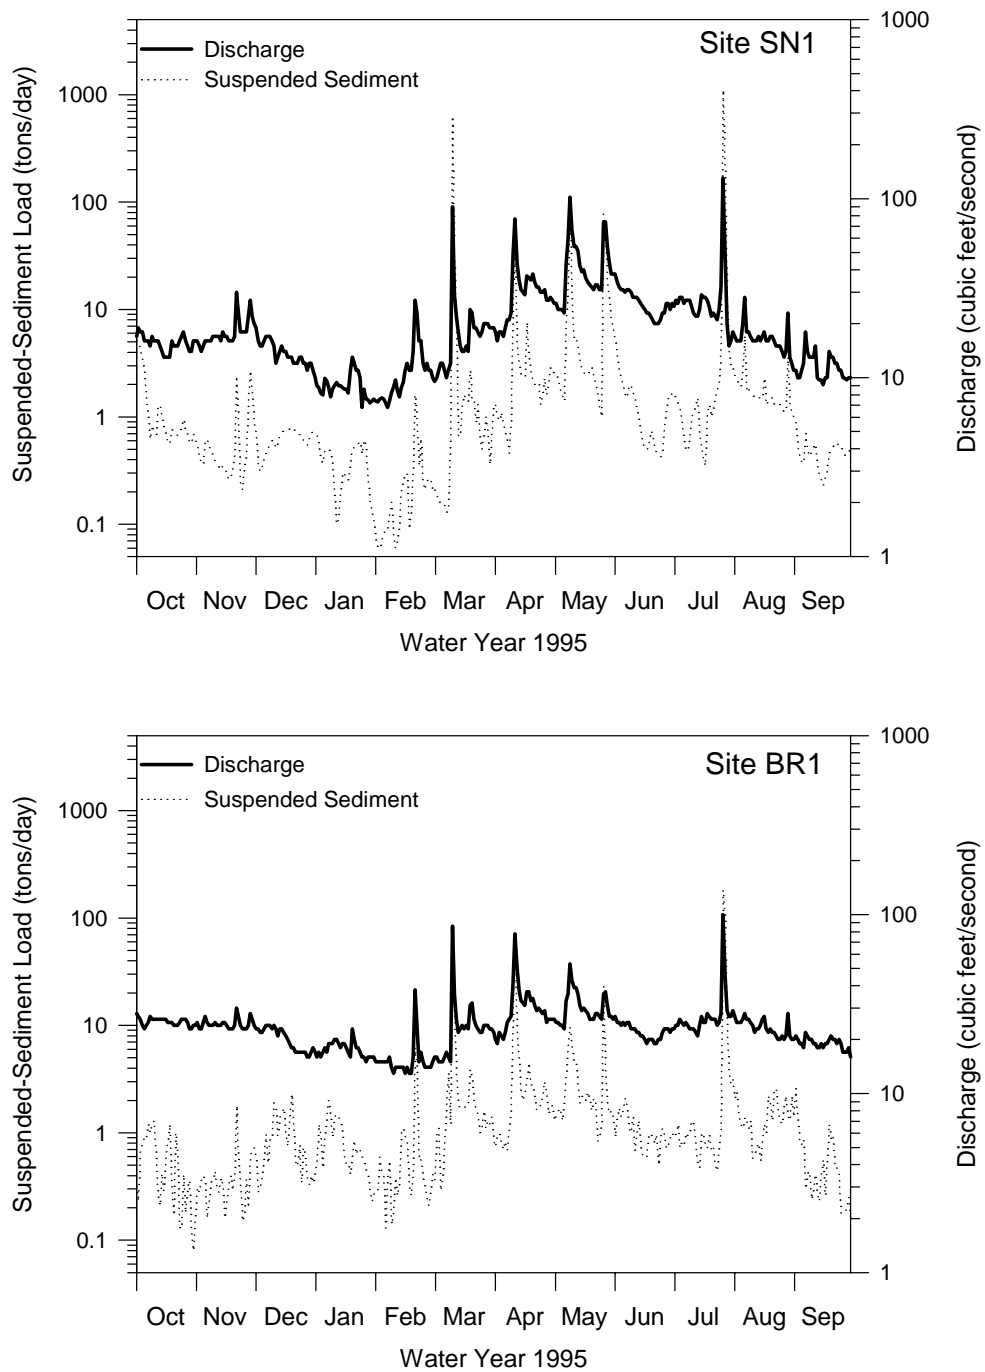 Site SN1
Discharge
Suspended Sediment
Suspended-Sediment Load (tons/day)
1000
100
10
1
0.1
Discharge (cubic feet/second)
1000
100
10
1
Oct Nov Dec Jan Feb Mar Apr May Jun Jul Aug Sep
Water Year 1995
Site BR1
Discharge
Suspended Sediment
Suspended-Sediment Load (tons/day)
1000
100
10
1
0.1
Discharge (cubic feet/second)
1000
100
10
1
Oct Nov Dec Jan Feb Mar Apr May Jun Jul Aug Sep
Water Year 1995